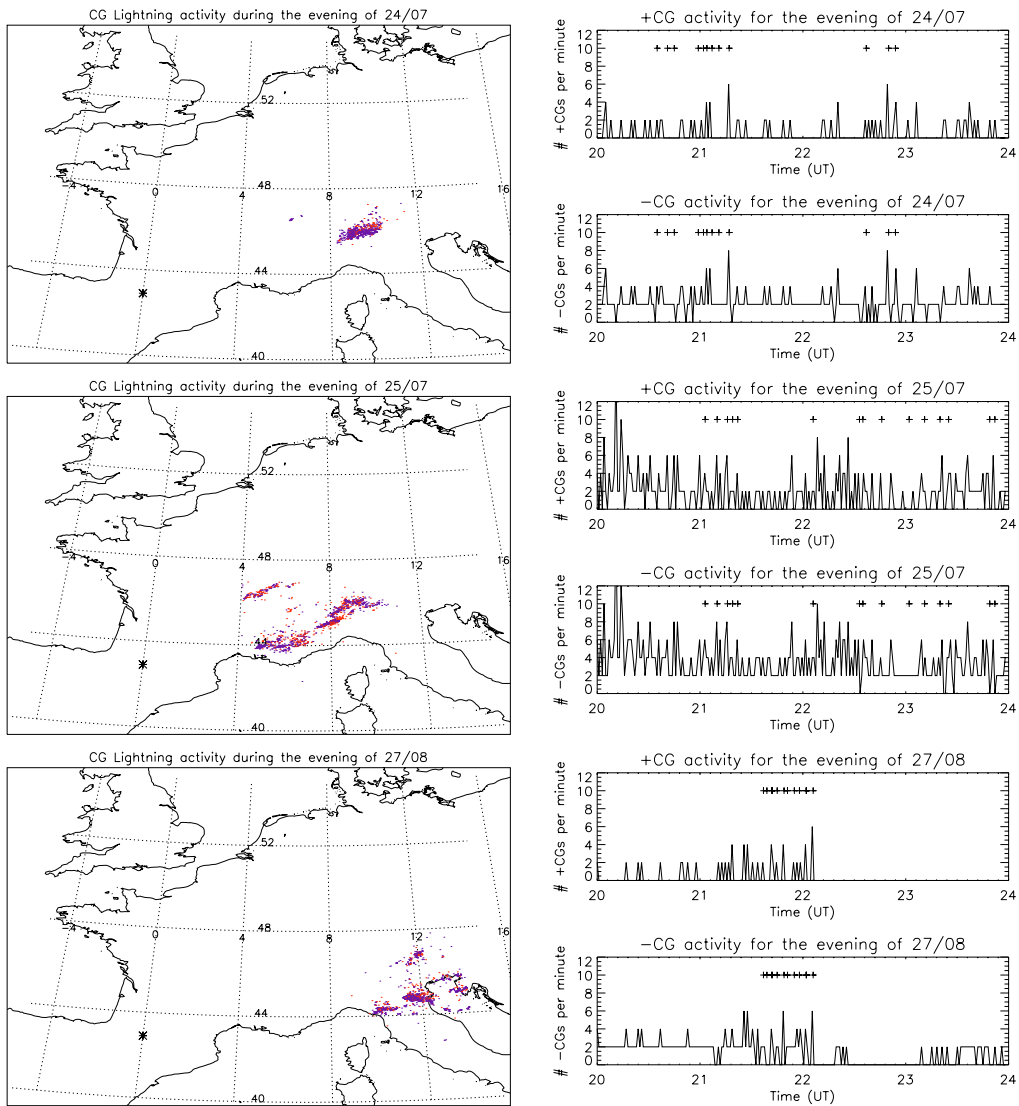 CG Lightning activity during the evening of 24/07
52
48
16
−4
0
4
8
12
44
40
+CG activity for the evening of 24/07
# +CGs per minute
12
10
8
6
4
2
0
20 21 22 23 24
Time (UT)
−CG activity for the evening of 24/07
# −CGs per minute
12
10
8
6
4
2
0
20 21 22 23 24
Time (UT)
CG Lightning activity during the evening of 25/07
52
48
16
−4
0
4
8
12
44
40
+CG activity for the evening of 25/07
# +CGs per minute
12
10
8
6
4
2
0
20 21 22 23 24
Time (UT)
−CG activity for the evening of 25/07
# −CGs per minute
12
10
8
6
4
2
0
20 21 22 23 24
Time (UT)
CG Lightning activity during the evening of 27/08
52
48
16
−4
0
4
8
12
44
40
+CG activity for the evening of 27/08
# +CGs per minute
12
10
8
6
4
2
0
20 21 22 23 24
Time (UT)
−CG activity for the evening of 27/08
# −CGs per minute
12
10
8
6
4
2
0
20 21 22 23 24
Time (UT)